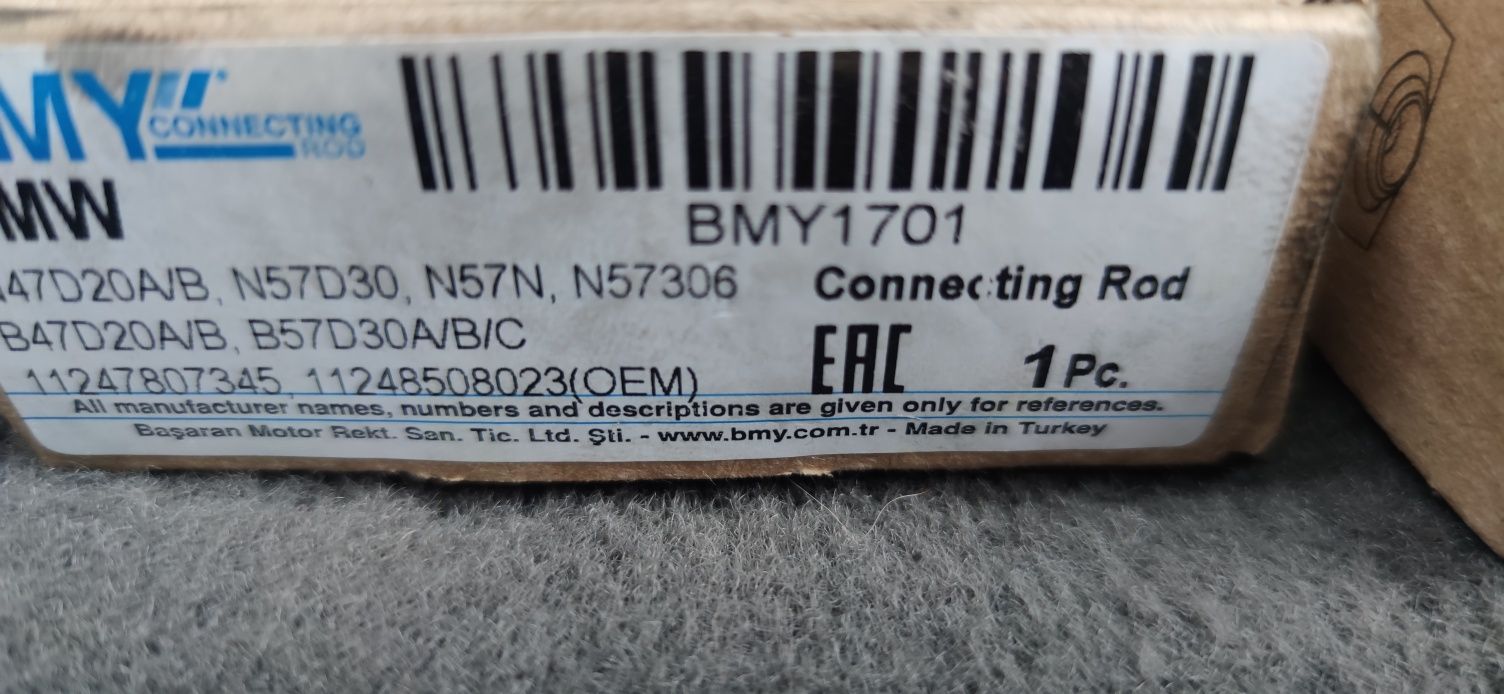 MY
CONNECTING
ROD
MW
BMY1701
47D20A/B, N57D30, N57N, N57306
Connecting Rod
B47D20A/B, B57D30A/B/C
EAC
1 Pc.
11247807345, 11248508023(OEM)
All manufacturer names, numbers and descriptions are given only for references.
Başaran Motor Rekt. San. Tic. Ltd. Şti. - www.bmy.com.tr - Made in Turkey